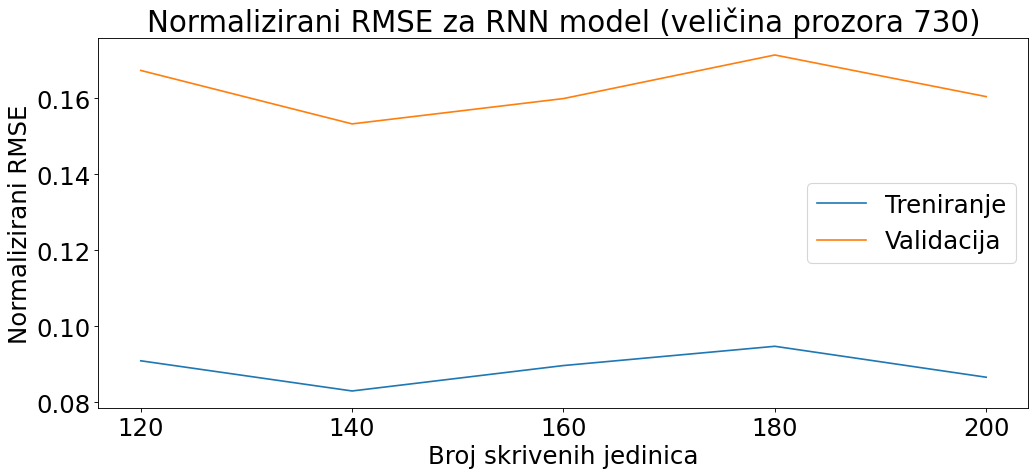 Normalizirani RMSE za RNN model (veličina prozora 730)
Normalizirani RMSE
0.16
0.14
0.12
0.10
0.08
Treniranje
Validacija
120 140 160 180 200
Broj skrivenih jedinica